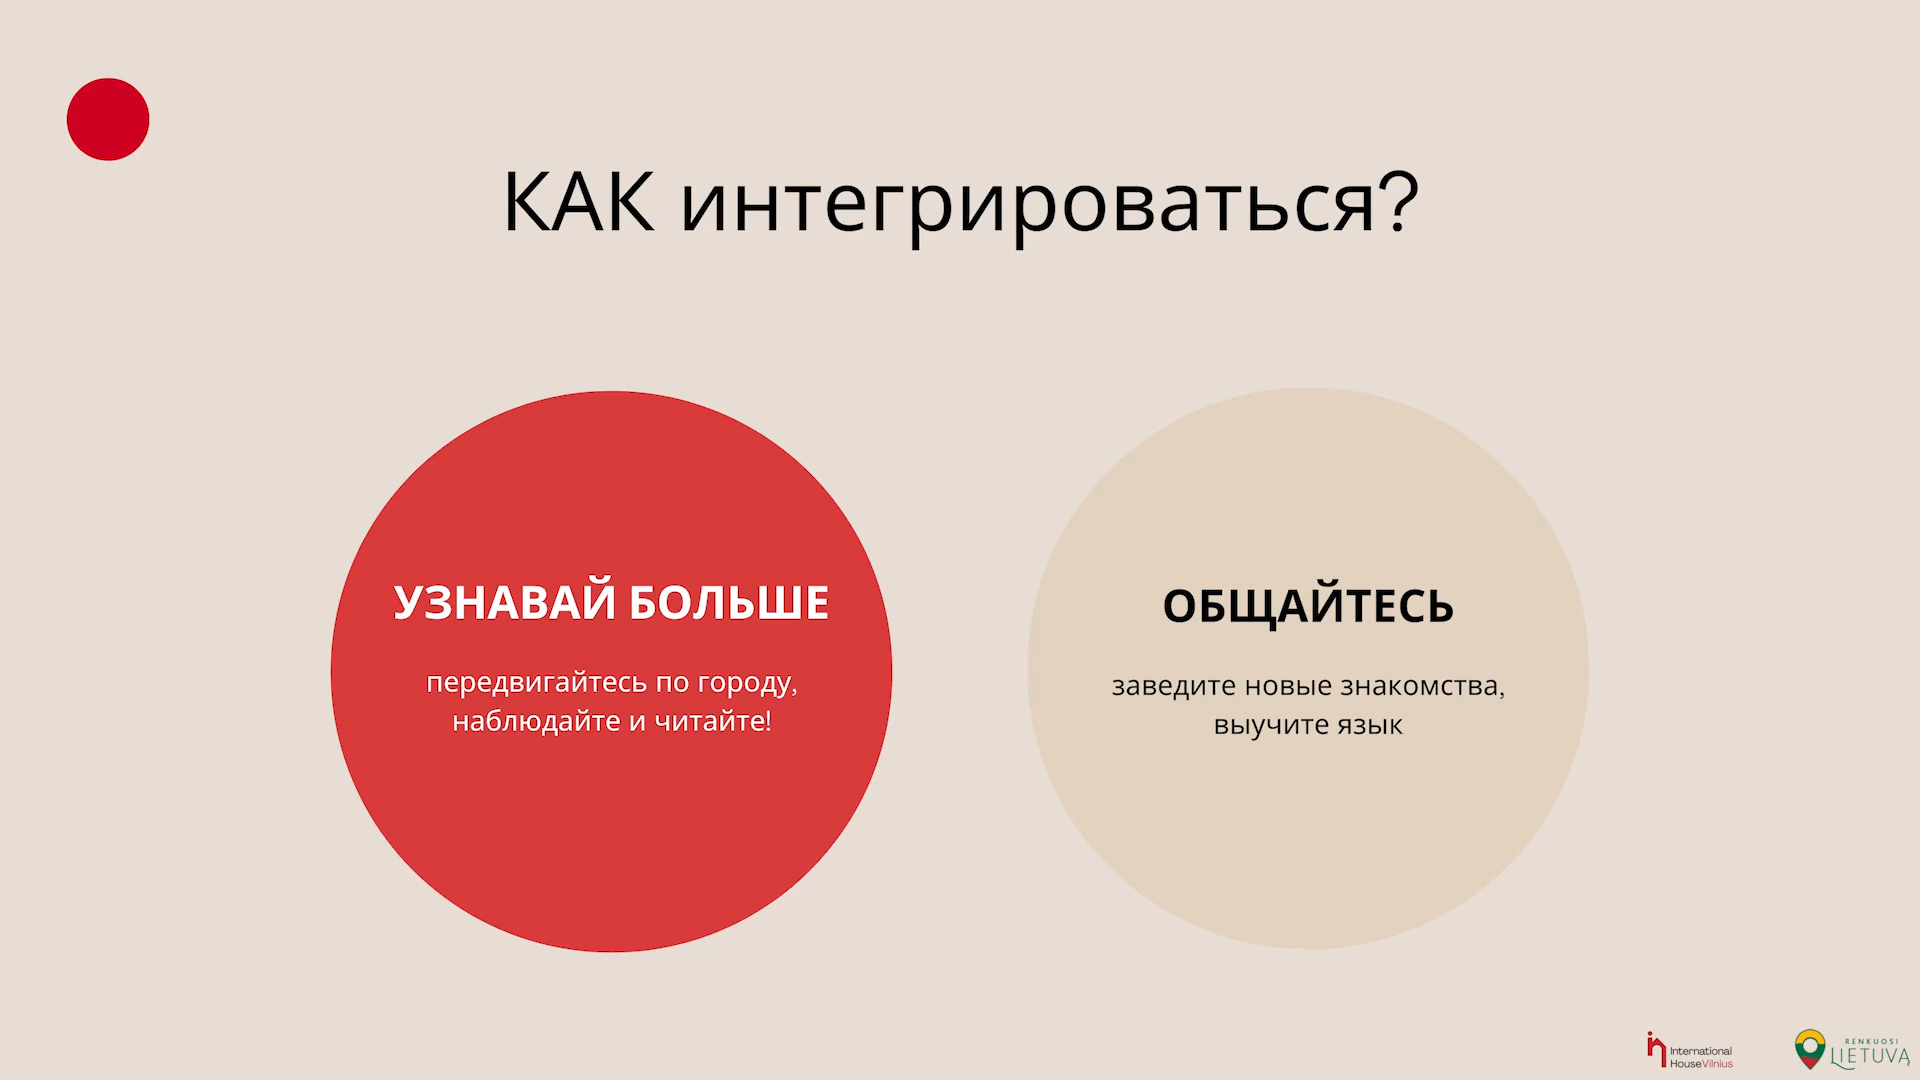 КАК интегрироваться?
УЗНАВАЙ БОЛЬШЕ
передвигайтесь по городу,
наблюдайте и читайте!
ОБЩАЙТЕСЬ
заведите новые знакомства,
выучите язык
International
HouseVilnius
RENKUOSI
LIETUVĄ